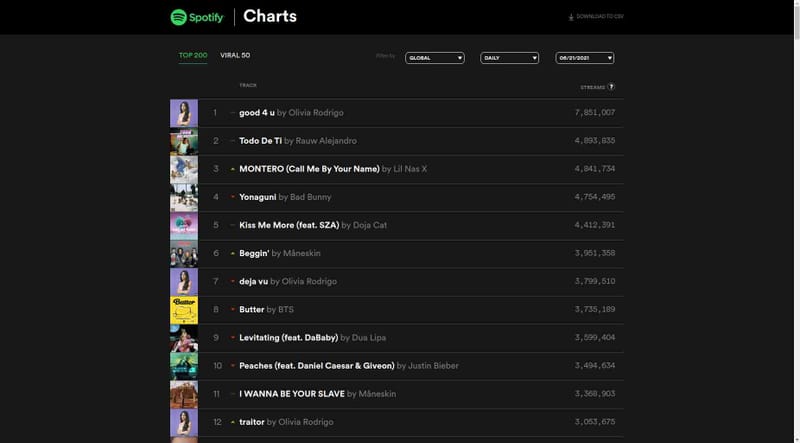 Spotify Charts DOWNLOAD TO CSV
TOP 200 VIRAL 50 Filter by GLOBAL DAILY 06/21/2021
TRACK STREAMS ?
1 good 4 u by Olivia Rodrigo 7,851,007
2 Todo De Ti by Rauw Alejandro 4,893,835
3 MONTERO (Call Me By Your Name) by Lil Nas X 4,841,734
4 Yonaguni by Bad Bunny 4,754,495
5 Kiss Me More (feat. SZA) by Doja Cat 4,412,391
6 Beggin' by Måneskin 3,951,358
7 deja vu by Olivia Rodrigo 3,799,510
8 Butter by BTS 3,735,189
9 Levitating (feat. DaBaby) by Dua Lipa 3,599,404
10 Peaches (feat. Daniel Caesar & Giveon) by Justin Bieber 3,494,634
11 I WANNA BE YOUR SLAVE by Måneskin 3,368,903
12 traitor by Olivia Rodrigo 3,053,675